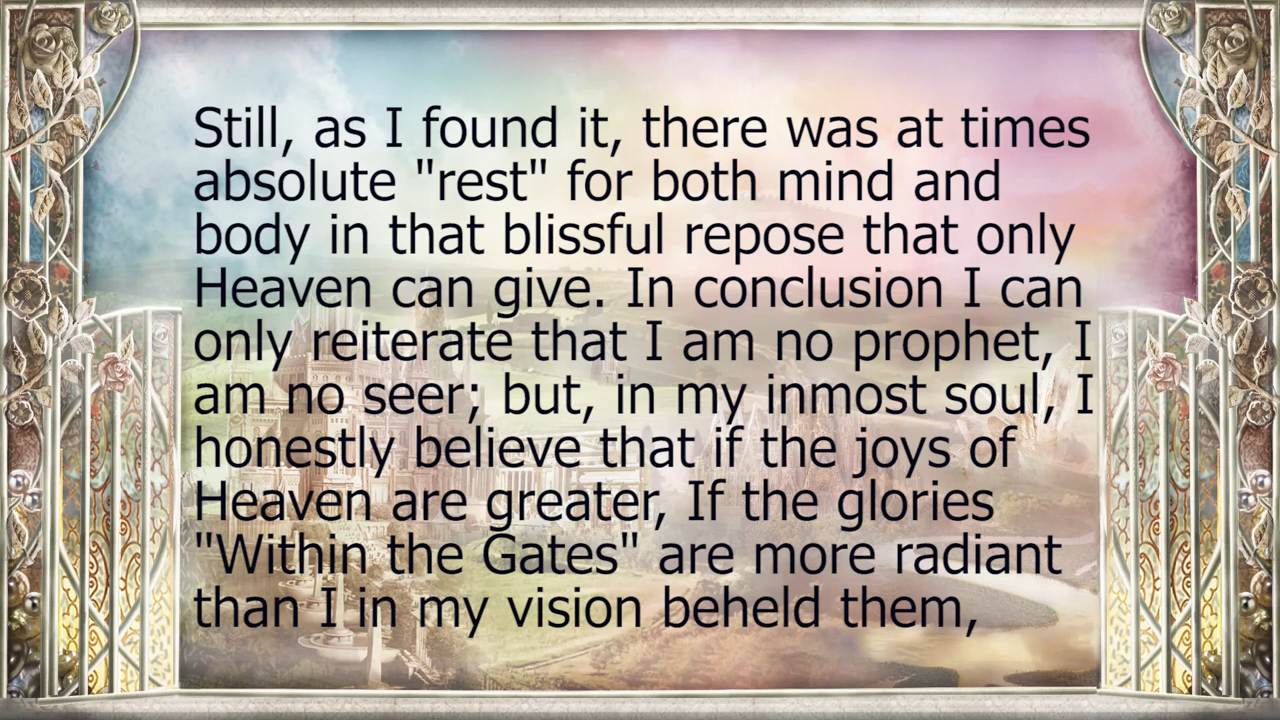 Still, as I found it, there was at times
absolute "rest" for both mind and
body in that blissful repose that only
Heaven can give. In conclusion I can
only reiterate that I am no prophet, I
am no seer; but, in my inmost soul, I
honestly believe that if the joys of
Heaven are greater, If the glories
"Within the Gates" are more radiant
than I in my vision beheld them,